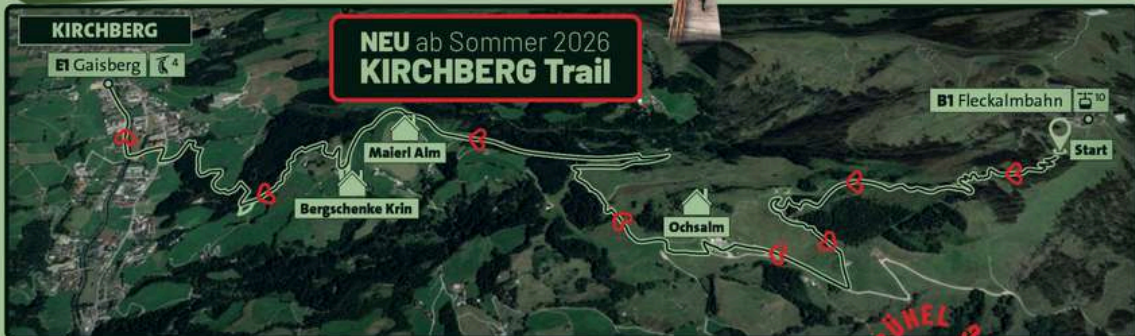 KIRCHBERG
E1 Gaisberg 4
NEU ab Sommer 2026
KIRCHBERG Trail
B1 Fleckalmbahn 10
Start
Maierl Alm
Bergschenke Krin
Ochsalm